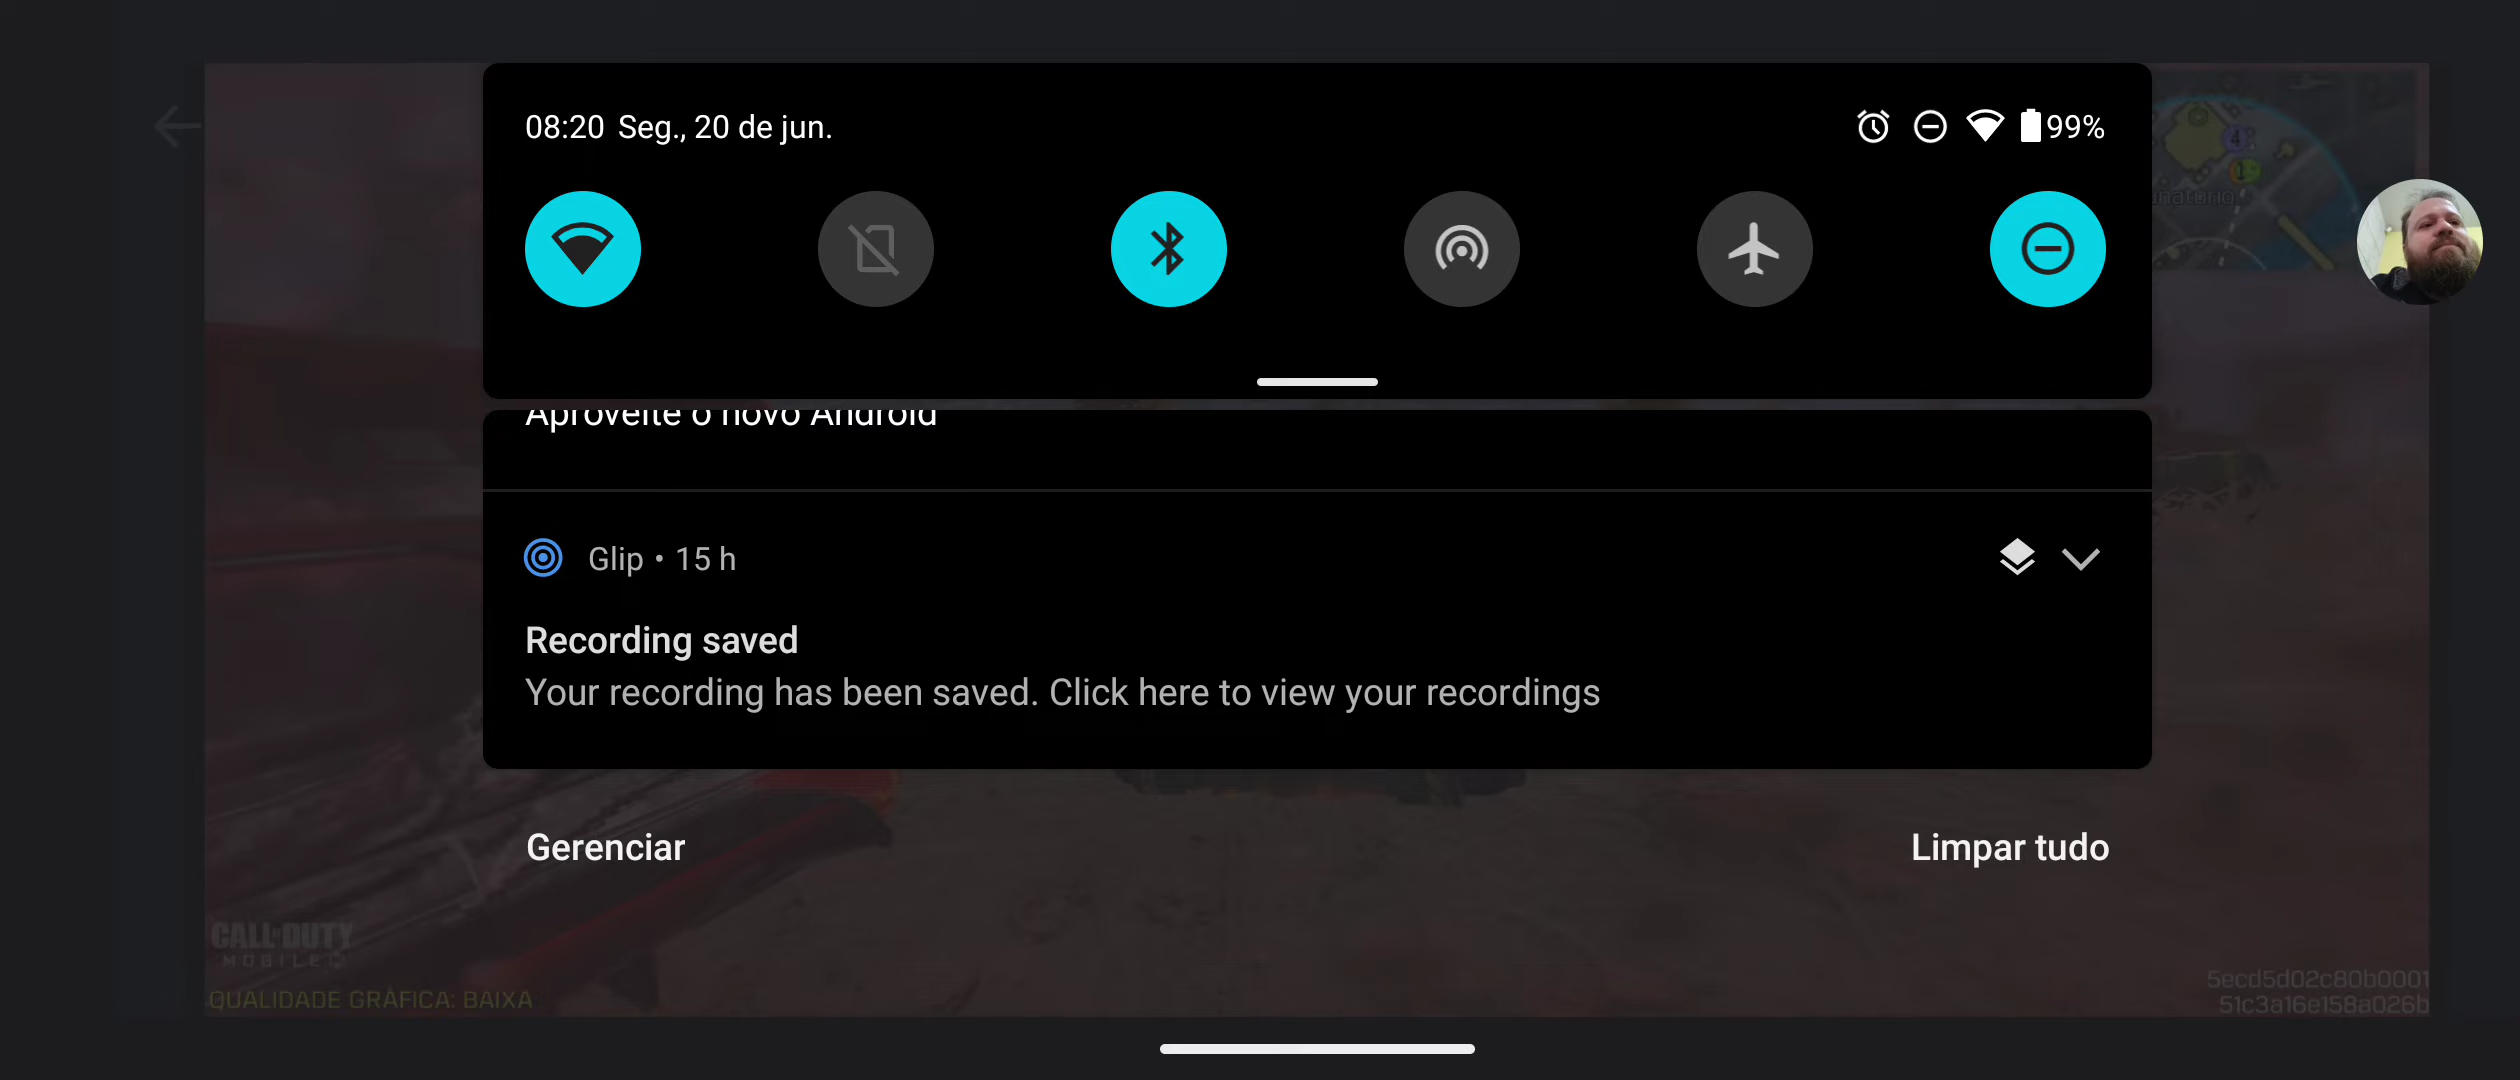 08:20 Seg., 20 de jun.
99%
Aproveite o novo Android
Glip • 15 h
Recording saved
Your recording has been saved. Click here to view your recordings
Gerenciar
Limpar tudo
CALL OF DUTY
MOBILE
QUALIDADE GRÁFICA: BAIXA
5ecd5d02c80b0001
51c3a16e158a026b